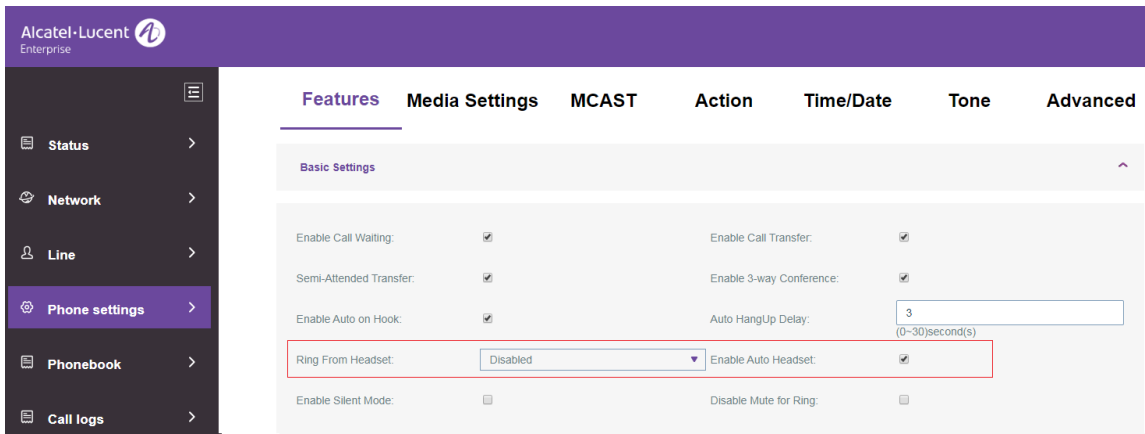 Alcatel·Lucent
Enterprise
Features Media Settings MCAST Action Time/Date Tone Advanced
Status
Network
Line
Phone settings
Phonebook
Call logs
Basic Settings
Enable Call Waiting: Enable Call Transfer:
Semi-Attended Transfer: Enable 3-way Conference:
Enable Auto on Hook: Auto HangUp Delay: 3
(0~30)second(s)
Ring From Headset: Disabled Enable Auto Headset:
Enable Silent Mode: Disable Mute for Ring: